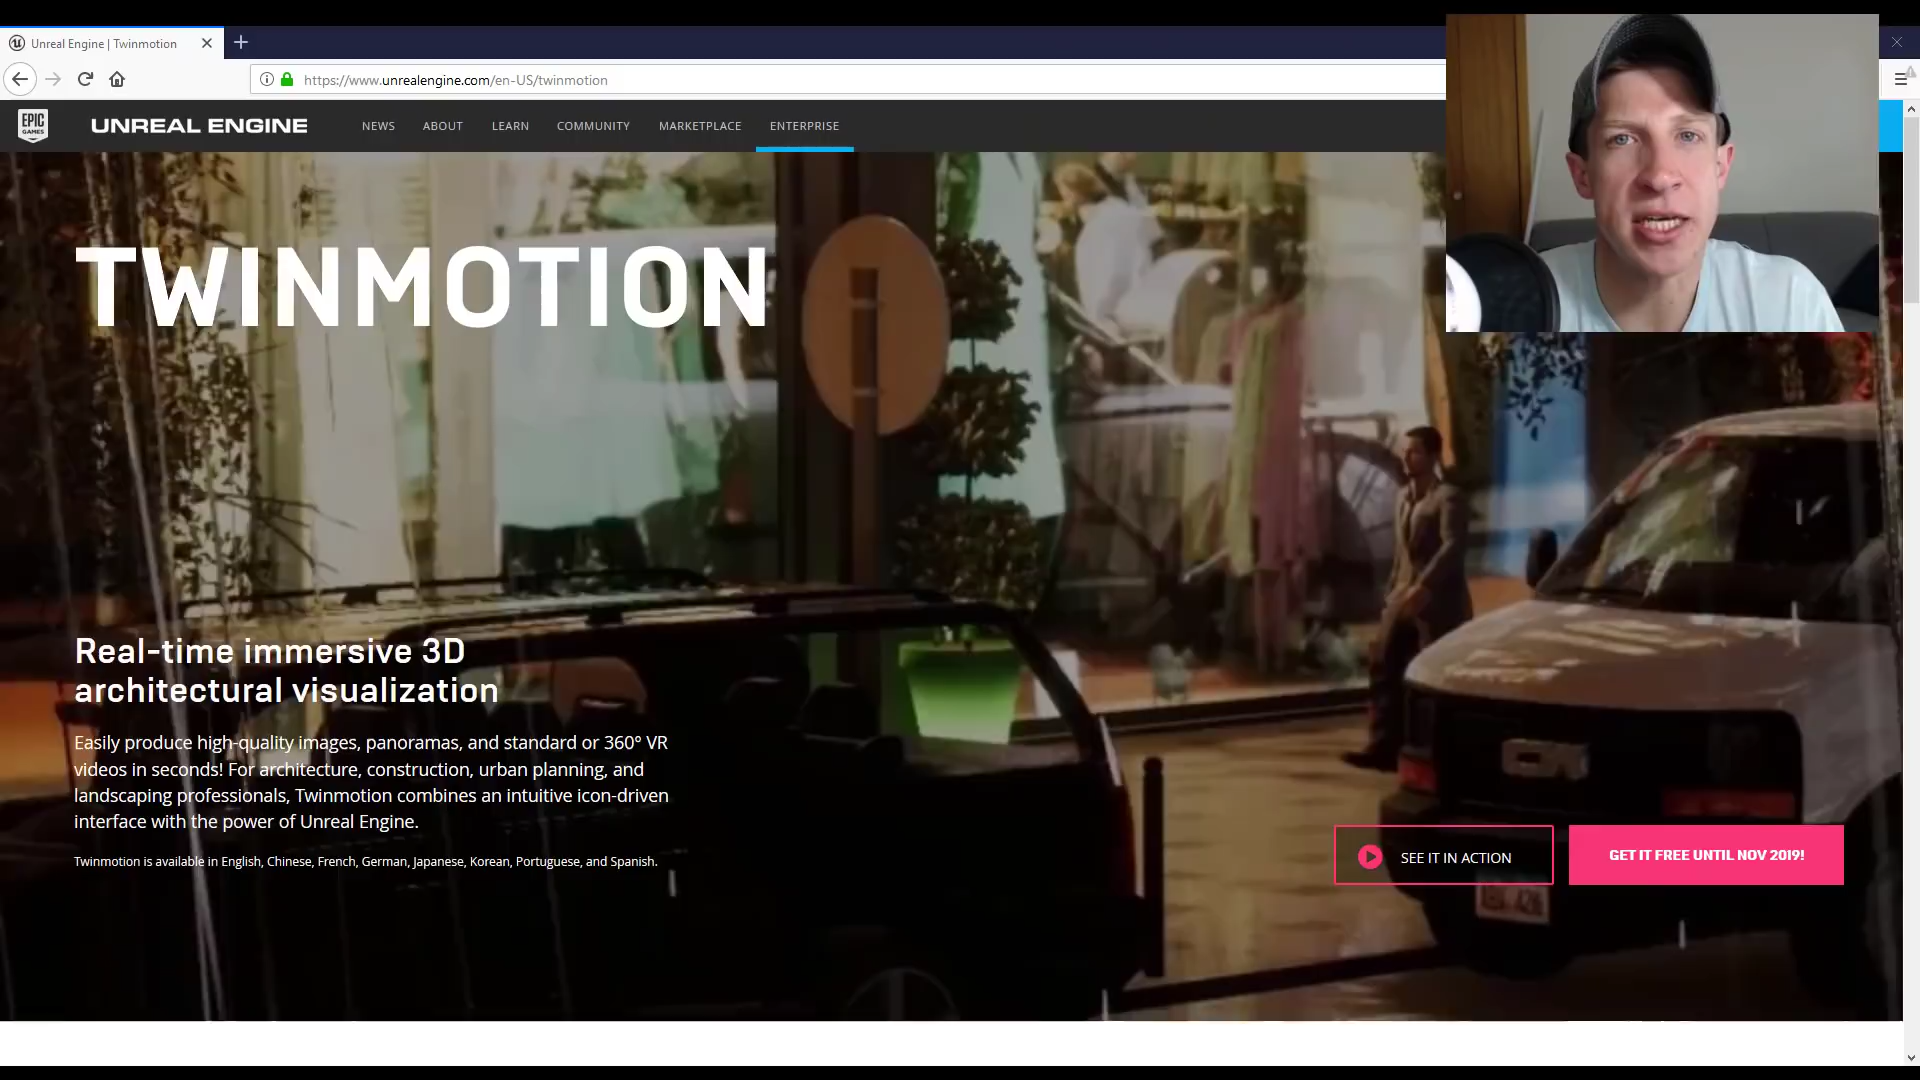 Unreal Engine | Twinmotion
https://www.unrealengine.com/en-US/twinmotion
EPIC
GAMES
UNREAL ENGINE
NEWS
ABOUT
LEARN
COMMUNITY
MARKETPLACE
ENTERPRISE
TWINMOTION
Real-time immersive 3D
architectural visualization
Easily produce high-quality images, panoramas, and standard or 360° VR
videos in seconds! For architecture, construction, urban planning, and
landscaping professionals, Twinmotion combines an intuitive icon-driven
interface with the power of Unreal Engine.
Twinmotion is available in English, Chinese, French, German, Japanese, Korean, Portuguese, and Spanish.
SEE IT IN ACTION
GET IT FREE UNTIL NOV 2019!